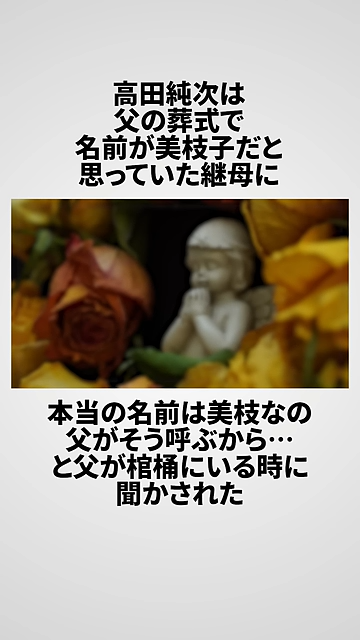 高田純次は
父の葬式で
名前が美枝子だと
思っていた継母に
本当の名前は美枝なの
父がそう呼ぶから…
と父が棺桶にいる時に
聞かされた